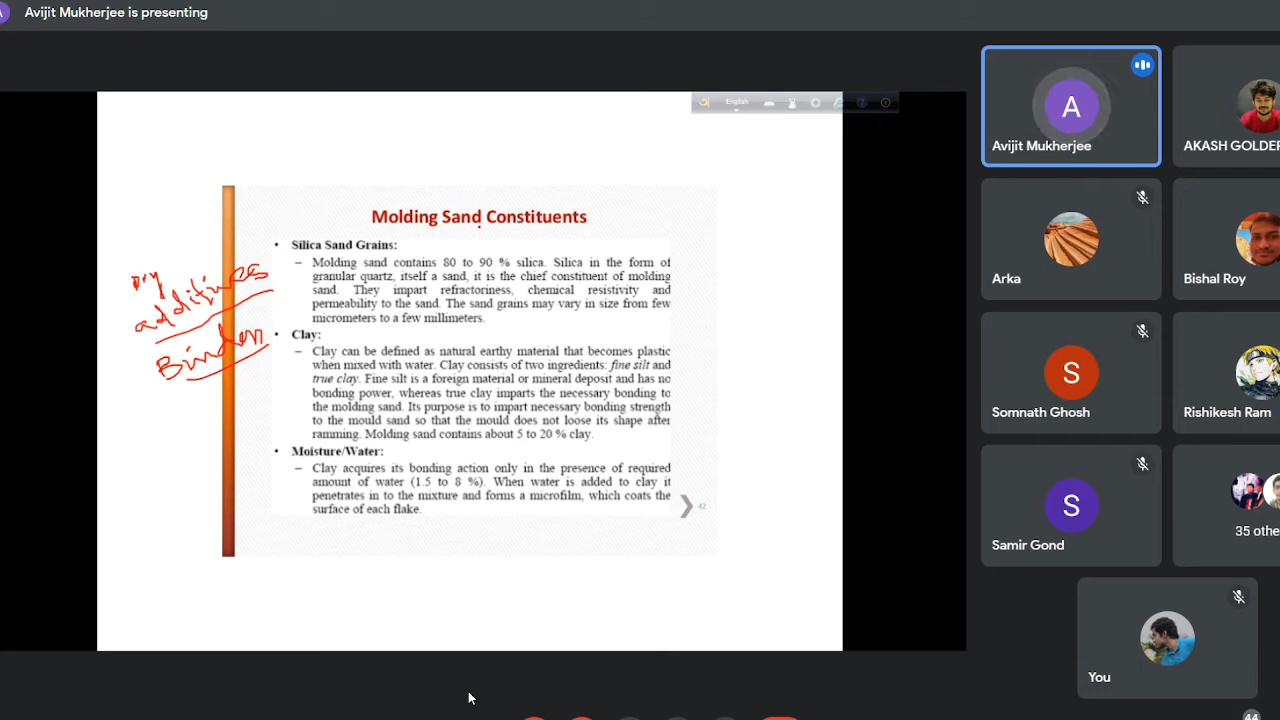 Avijit Mukherjee is presenting
English
Molding Sand Constituents
• Silica Sand Grains:
– Molding sand contains 80 to 90 % silica. Silica in the form of
granular quartz, itself a sand, it is the chief constituent of molding
sand. They impart refractoriness, chemical resistivity and
permeability to the sand. The sand grains may vary in size from few
micrometers to a few millimeters.
• Clay:
– Clay can be defined as natural earthy material that becomes plastic
when mixed with water. Clay consists of two ingredients: fine silt and
true clay. Fine silt is a foreign material or mineral deposit and has no
bonding power, whereas true clay imparts the necessary bonding to
the molding sand. Its purpose is to impart necessary bonding strength
to the mould sand so that the mould does not loose its shape after
ramming. Molding sand contains about 5 to 20 % clay.
• Moisture/Water:
– Clay acquires its bonding action only in the presence of required
amount of water (1.5 to 8 %). When water is added to clay it
penetrates in to the mixture and forms a microfilm, which coats the
surface of each flake.
42
additives
Binder
A
Avijit Mukherjee
AKASH GOLDER
Arka
Bishal Roy
S
Somnath Ghosh
Rishikesh Ram
S
Samir Gond
35 othe
You
44